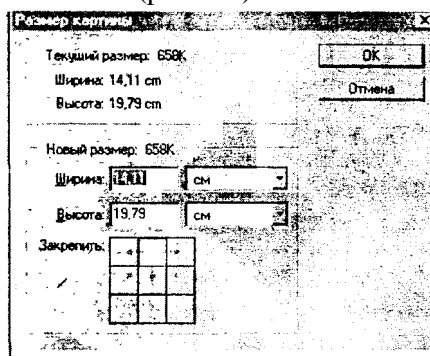 Размер картины
Текущий размер: 658K
Ширина: 14,11 cm
Высота: 19,79 cm
OK
Отмена
Новый размер: 658K
Ширина: 14,11 см
Высота: 19,79 см
Закрепить: